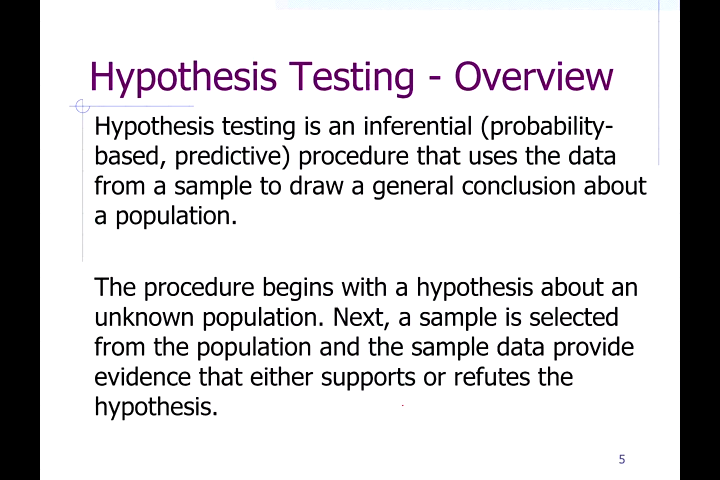 Hypothesis Testing - Overview
Hypothesis testing is an inferential (probability-
based, predictive) procedure that uses the data
from a sample to draw a general conclusion about
a population.
The procedure begins with a hypothesis about an
unknown population. Next, a sample is selected
from the population and the sample data provide
evidence that either supports or refutes the
hypothesis.
5